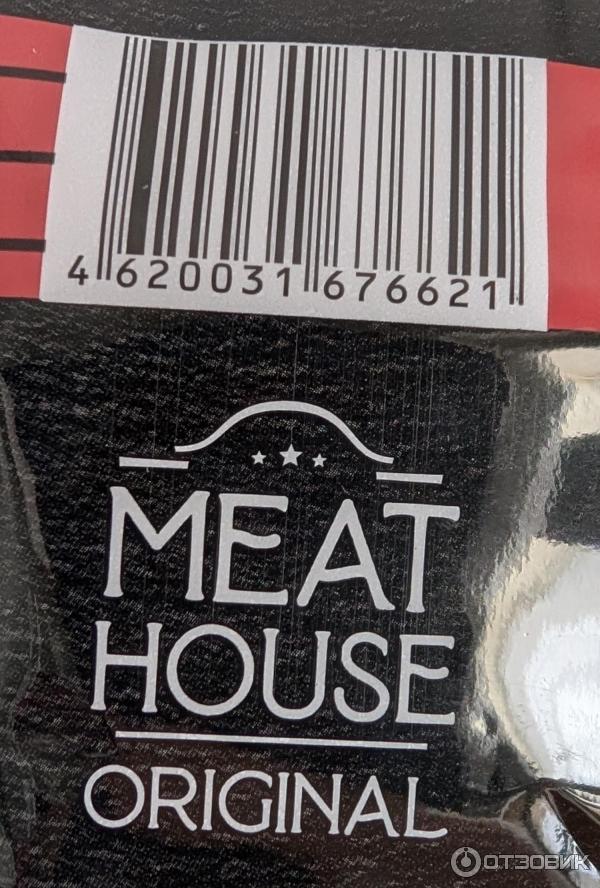 4 620031 676621
MEAT
HOUSE
ORIGINAL
ОТЗОВИК